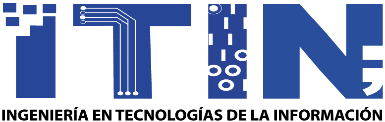 ITIN;
INGENIERÍA EN TECNOLOGÍAS DE LA INFORMACIÓN